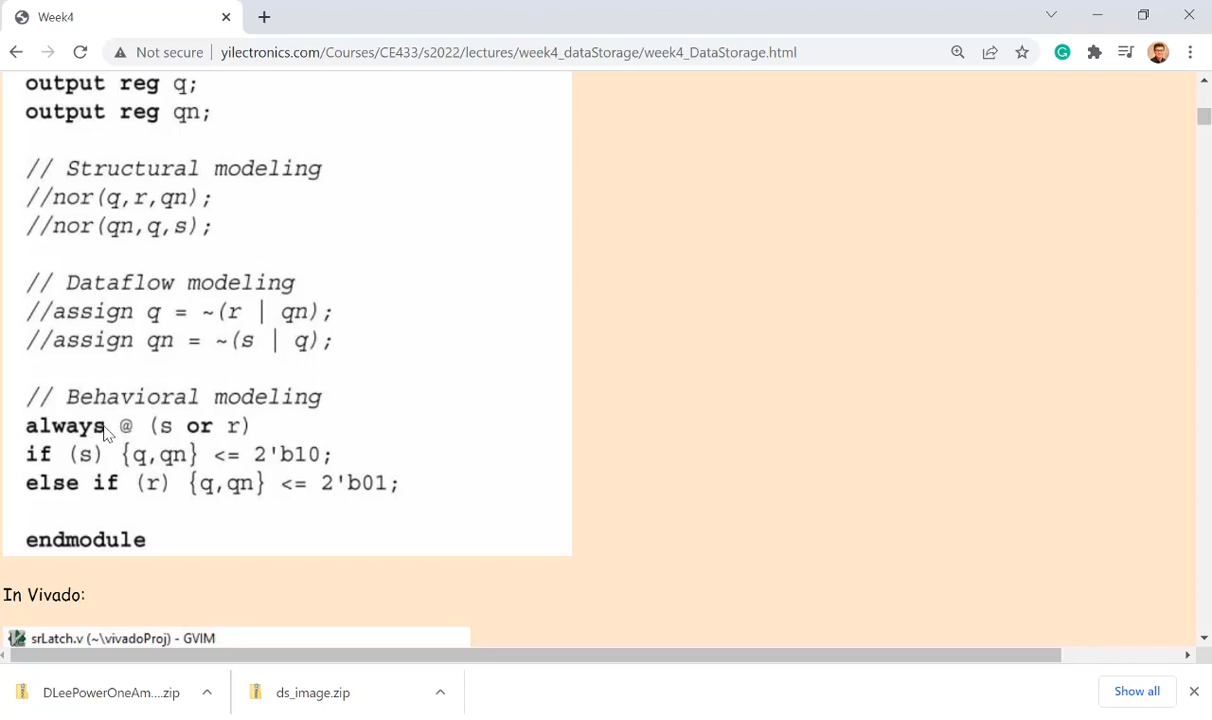 Week4
Not secure yilectronics.com/Courses/CE433/s2022/lectures/week4_dataStorage/week4_DataStorage.html
output reg q;
output reg qn;
// Structural modeling
//nor(q,r,qn);
//nor(qn,q,s);
// Dataflow modeling
//assign q = ~(r | qn);
//assign qn = ~(s | q);
// Behavioral modeling
always @ (s or r)
if (s) {q,qn} <= 2'b10;
else if (r) {q,qn} <= 2'b01;
endmodule
In Vivado:
srLatch.v (~\vivadoProj) - GVIM
DLeePowerOneAm....zip ds_image.zip Show all